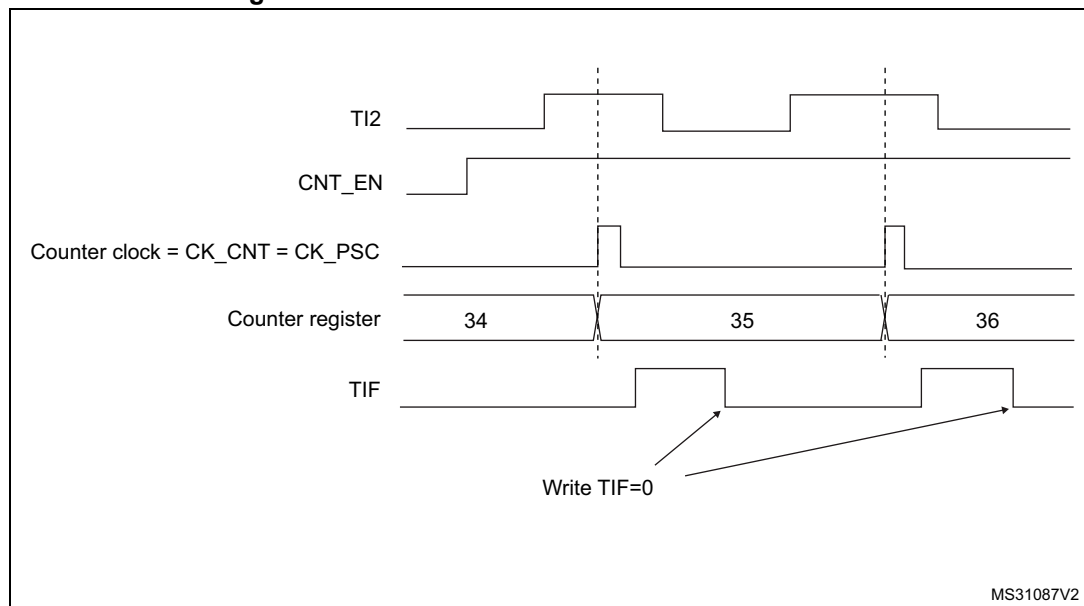 TI2
CNT_EN
Counter clock = CK_CNT = CK_PSC
Counter register 34 35 36
TIF
Write TIF=0
MS31087V2